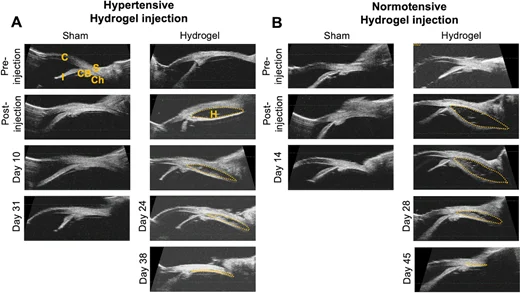 Hypertensive
Hydrogel injection
A
Sham
Hydrogel
Pre-
injection
C
S
I
CB
Ch
Post-
injection
H
Day 10
Day 31
Day 24
Day 38
Normotensive
Hydrogel injection
B
Sham
Hydrogel
Pre-
injection
Post-
injection
Day 14
Day 28
Day 45